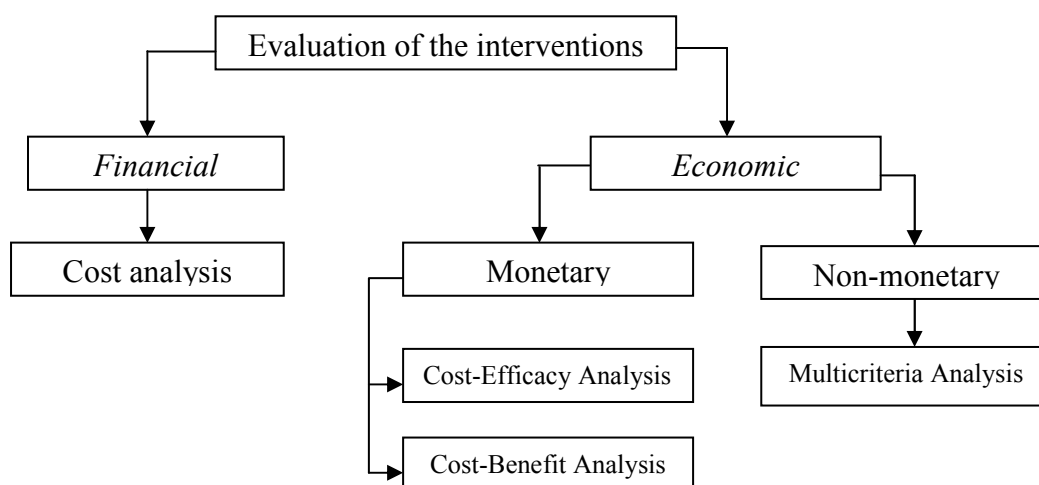 Evaluation of the interventions
Financial
Economic
Cost analysis
Monetary
Non-monetary
Cost-Efficacy Analysis
Multicriteria Analysis
Cost-Benefit Analysis